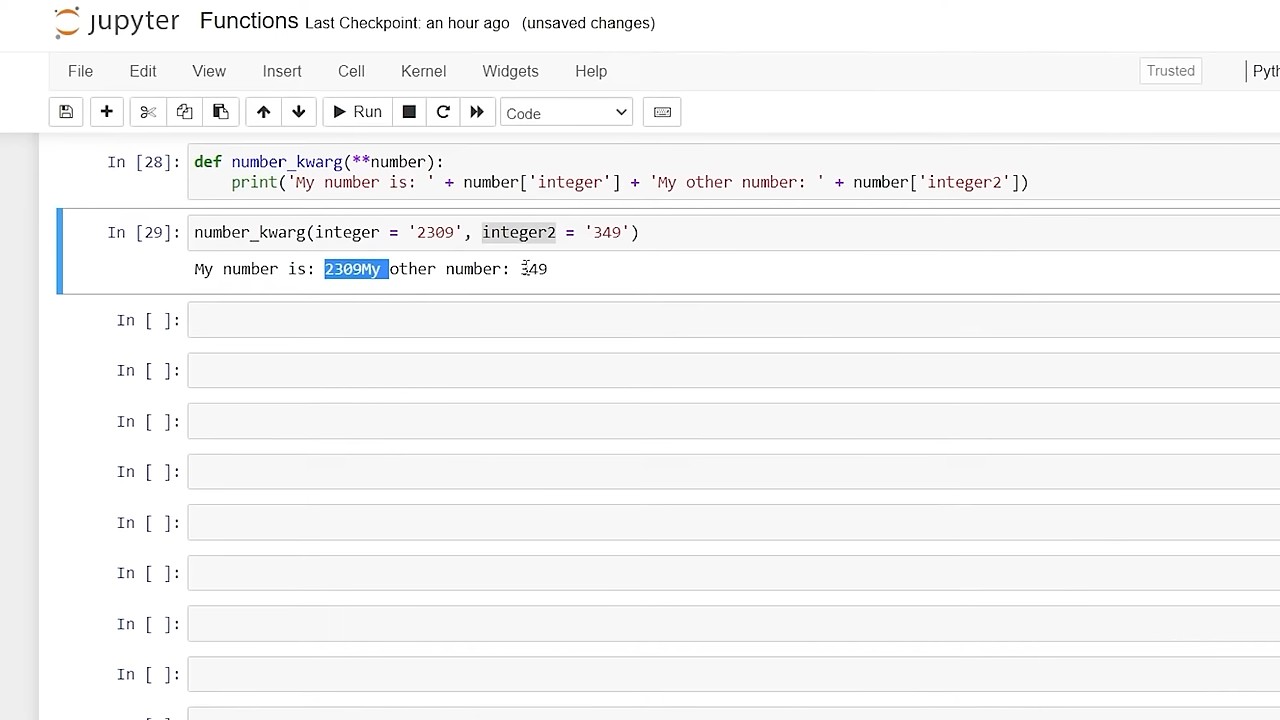 jupyter Functions Last Checkpoint: an hour ago (unsaved changes)
File Edit View Insert Cell Kernel Widgets Help Trusted
Run Code
In [28]: def number_kwarg(**number):
print('My number is: ' + number['integer'] + 'My other number: ' + number['integer2'])
In [29]: number_kwarg(integer = '2309', integer2 = '349')
My number is: 2309My other number: 349
In [ ]:
In [ ]:
In [ ]:
In [ ]:
In [ ]:
In [ ]:
In [ ]:
In [ ]: